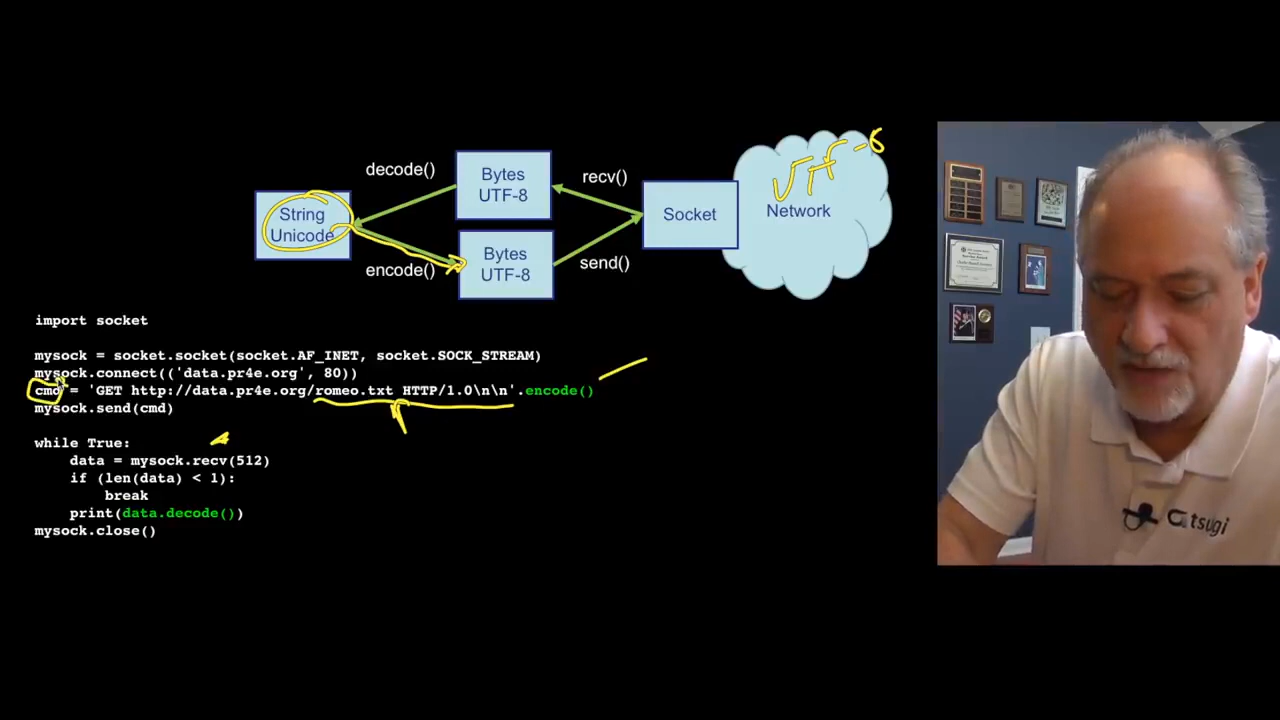 decode()
Bytes
UTF-8
recv()
utf-8
String
Unicode
Socket
Network
encode()
Bytes
UTF-8
send()
import socket
mysock = socket.socket(socket.AF_INET, socket.SOCK_STREAM)
mysock.connect(('data.pr4e.org', 80))
cmd = 'GET http://data.pr4e.org/romeo.txt HTTP/1.0\n\n'.encode()
mysock.send(cmd)
while True:
    data = mysock.recv(512)
    if (len(data) < 1):
        break
    print(data.decode())
mysock.close()
tsugi